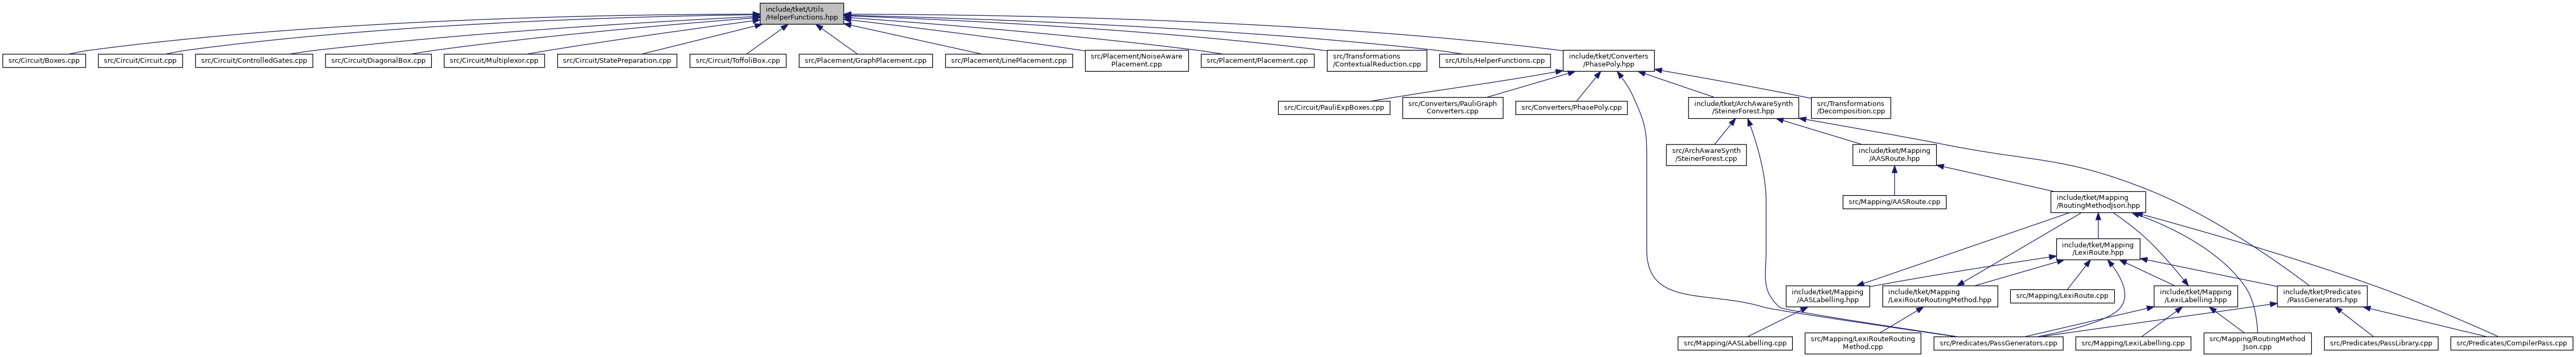 include/tket/Utils
/HelperFunctions.hpp
src/Circuit/Boxes.cpp
src/Circuit/Circuit.cpp
src/Circuit/ControlledGates.cpp
src/Circuit/DiagonalBox.cpp
src/Circuit/Multiplexor.cpp
src/Circuit/StatePreparation.cpp
src/Circuit/ToffoliBox.cpp
src/Placement/GraphPlacement.cpp
src/Placement/LinePlacement.cpp
src/Placement/NoiseAware
Placement.cpp
src/Placement/Placement.cpp
src/Transformations
/ContextualReduction.cpp
src/Utils/HelperFunctions.cpp
include/tket/Converters
/PhasePoly.hpp
src/Circuit/PauliExpBoxes.cpp
src/Converters/PauliGraph
Converters.cpp
src/Converters/PhasePoly.cpp
include/tket/ArchAwareSynth
/SteinerForest.hpp
src/Transformations
/Decomposition.cpp
src/ArchAwareSynth
/SteinerForest.cpp
include/tket/Mapping
/AASRoute.hpp
src/Mapping/AASRoute.cpp
include/tket/Mapping
/RoutingMethodJson.hpp
include/tket/Mapping
/LexiRoute.hpp
include/tket/Mapping
/AASLabelling.hpp
include/tket/Mapping
/LexiRouteRoutingMethod.hpp
src/Mapping/LexiRoute.cpp
include/tket/Mapping
/LexiLabelling.hpp
include/tket/Predicates
/PassGenerators.hpp
src/Mapping/AASLabelling.cpp
src/Mapping/LexiRouteRouting
Method.cpp
src/Predicates/PassGenerators.cpp
src/Mapping/LexiLabelling.cpp
src/Mapping/RoutingMethod
Json.cpp
src/Predicates/PassLibrary.cpp
src/Predicates/CompilerPass.cpp